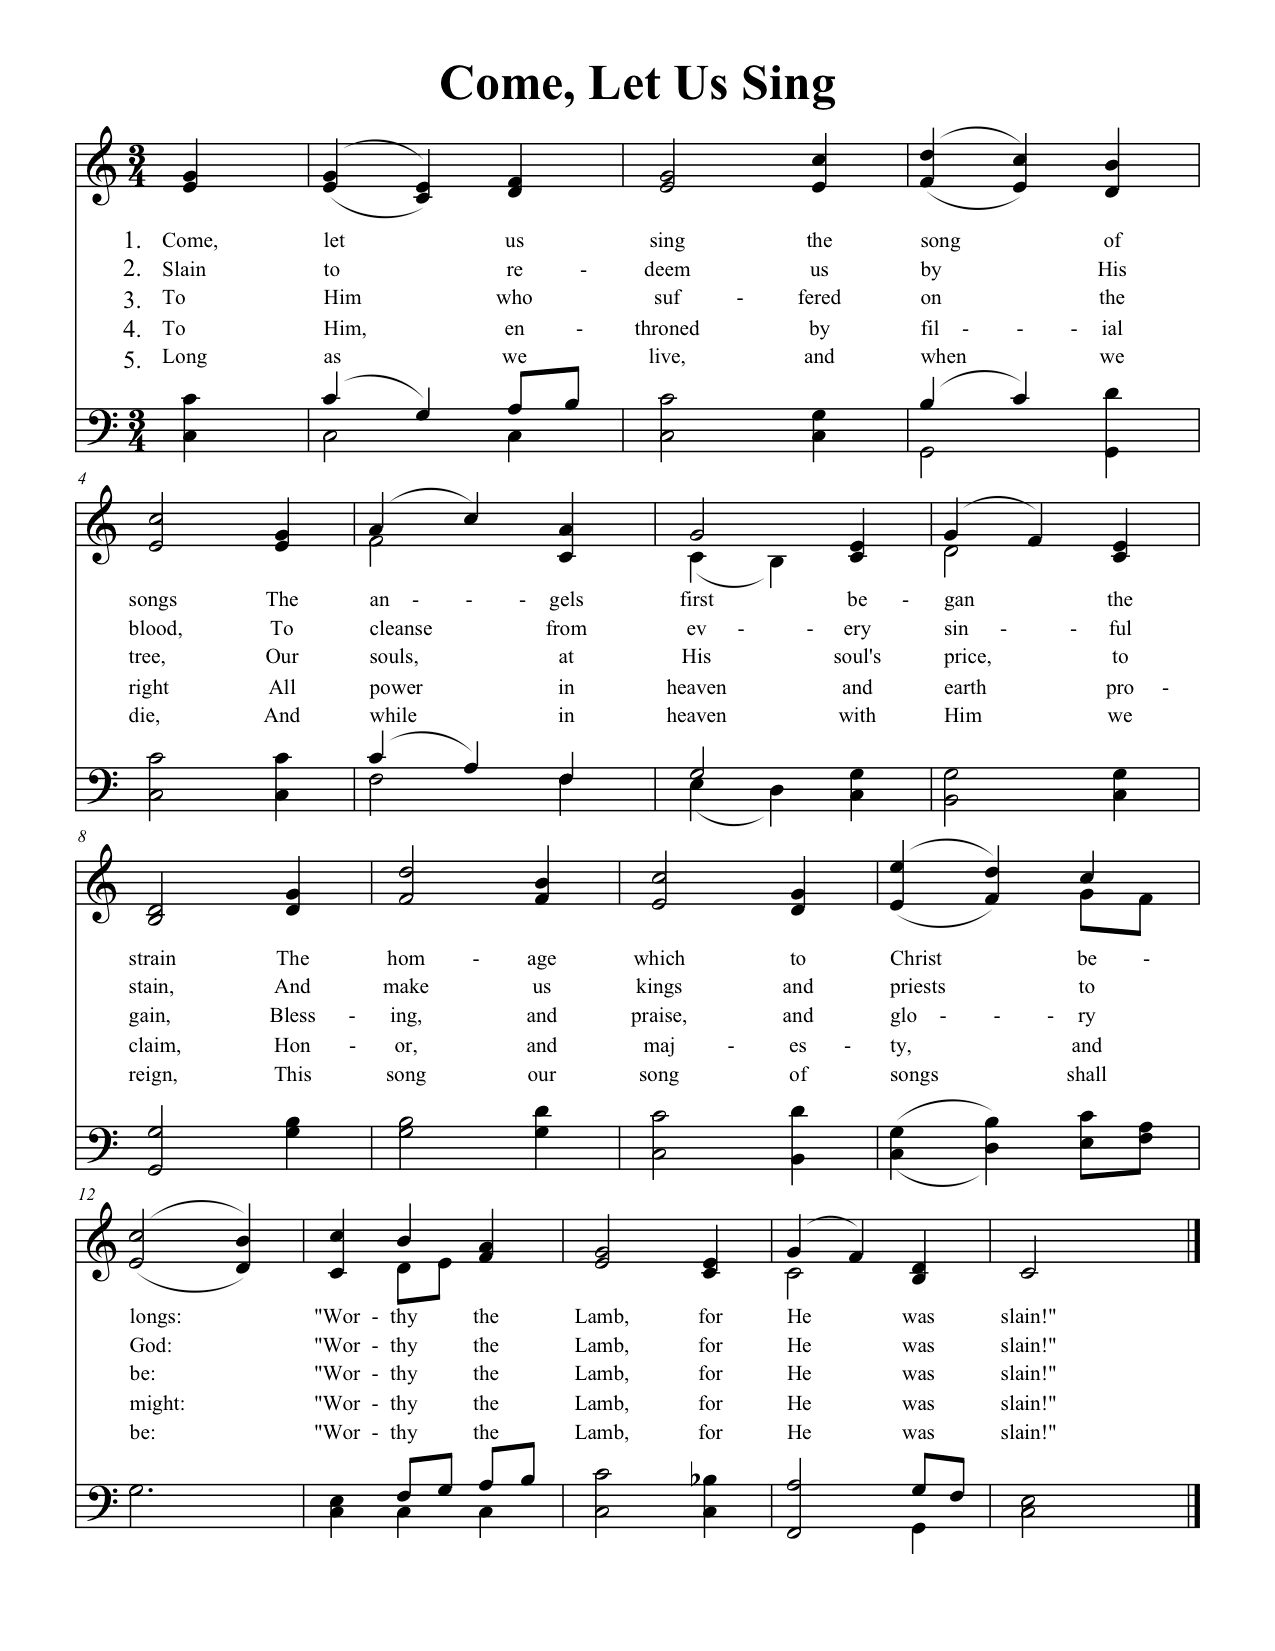 Come, Let Us Sing
1. Come, let us sing the song of
2. Slain to re - deem us by His
3. To Him who suf - fered on the
4. To Him, en - throned by fil - - - ial
5. Long as we live, and when we
4
songs The an - - - gels first be - gan the
blood, To cleanse from ev - - ery sin - - ful
tree, Our souls, at His soul's price, to
right All power in heaven and earth pro -
die, And while in heaven with Him we
8
strain The hom - age which to Christ be -
stain, And make us kings and priests to
gain, Bless - ing, and praise, and glo - - - ry
claim, Hon - or, and maj - es - ty, and
reign, This song our song of songs shall
12
longs: "Wor - thy the Lamb, for He was slain!"
God: "Wor - thy the Lamb, for He was slain!"
be: "Wor - thy the Lamb, for He was slain!"
might: "Wor - thy the Lamb, for He was slain!"
be: "Wor - thy the Lamb, for He was slain!"